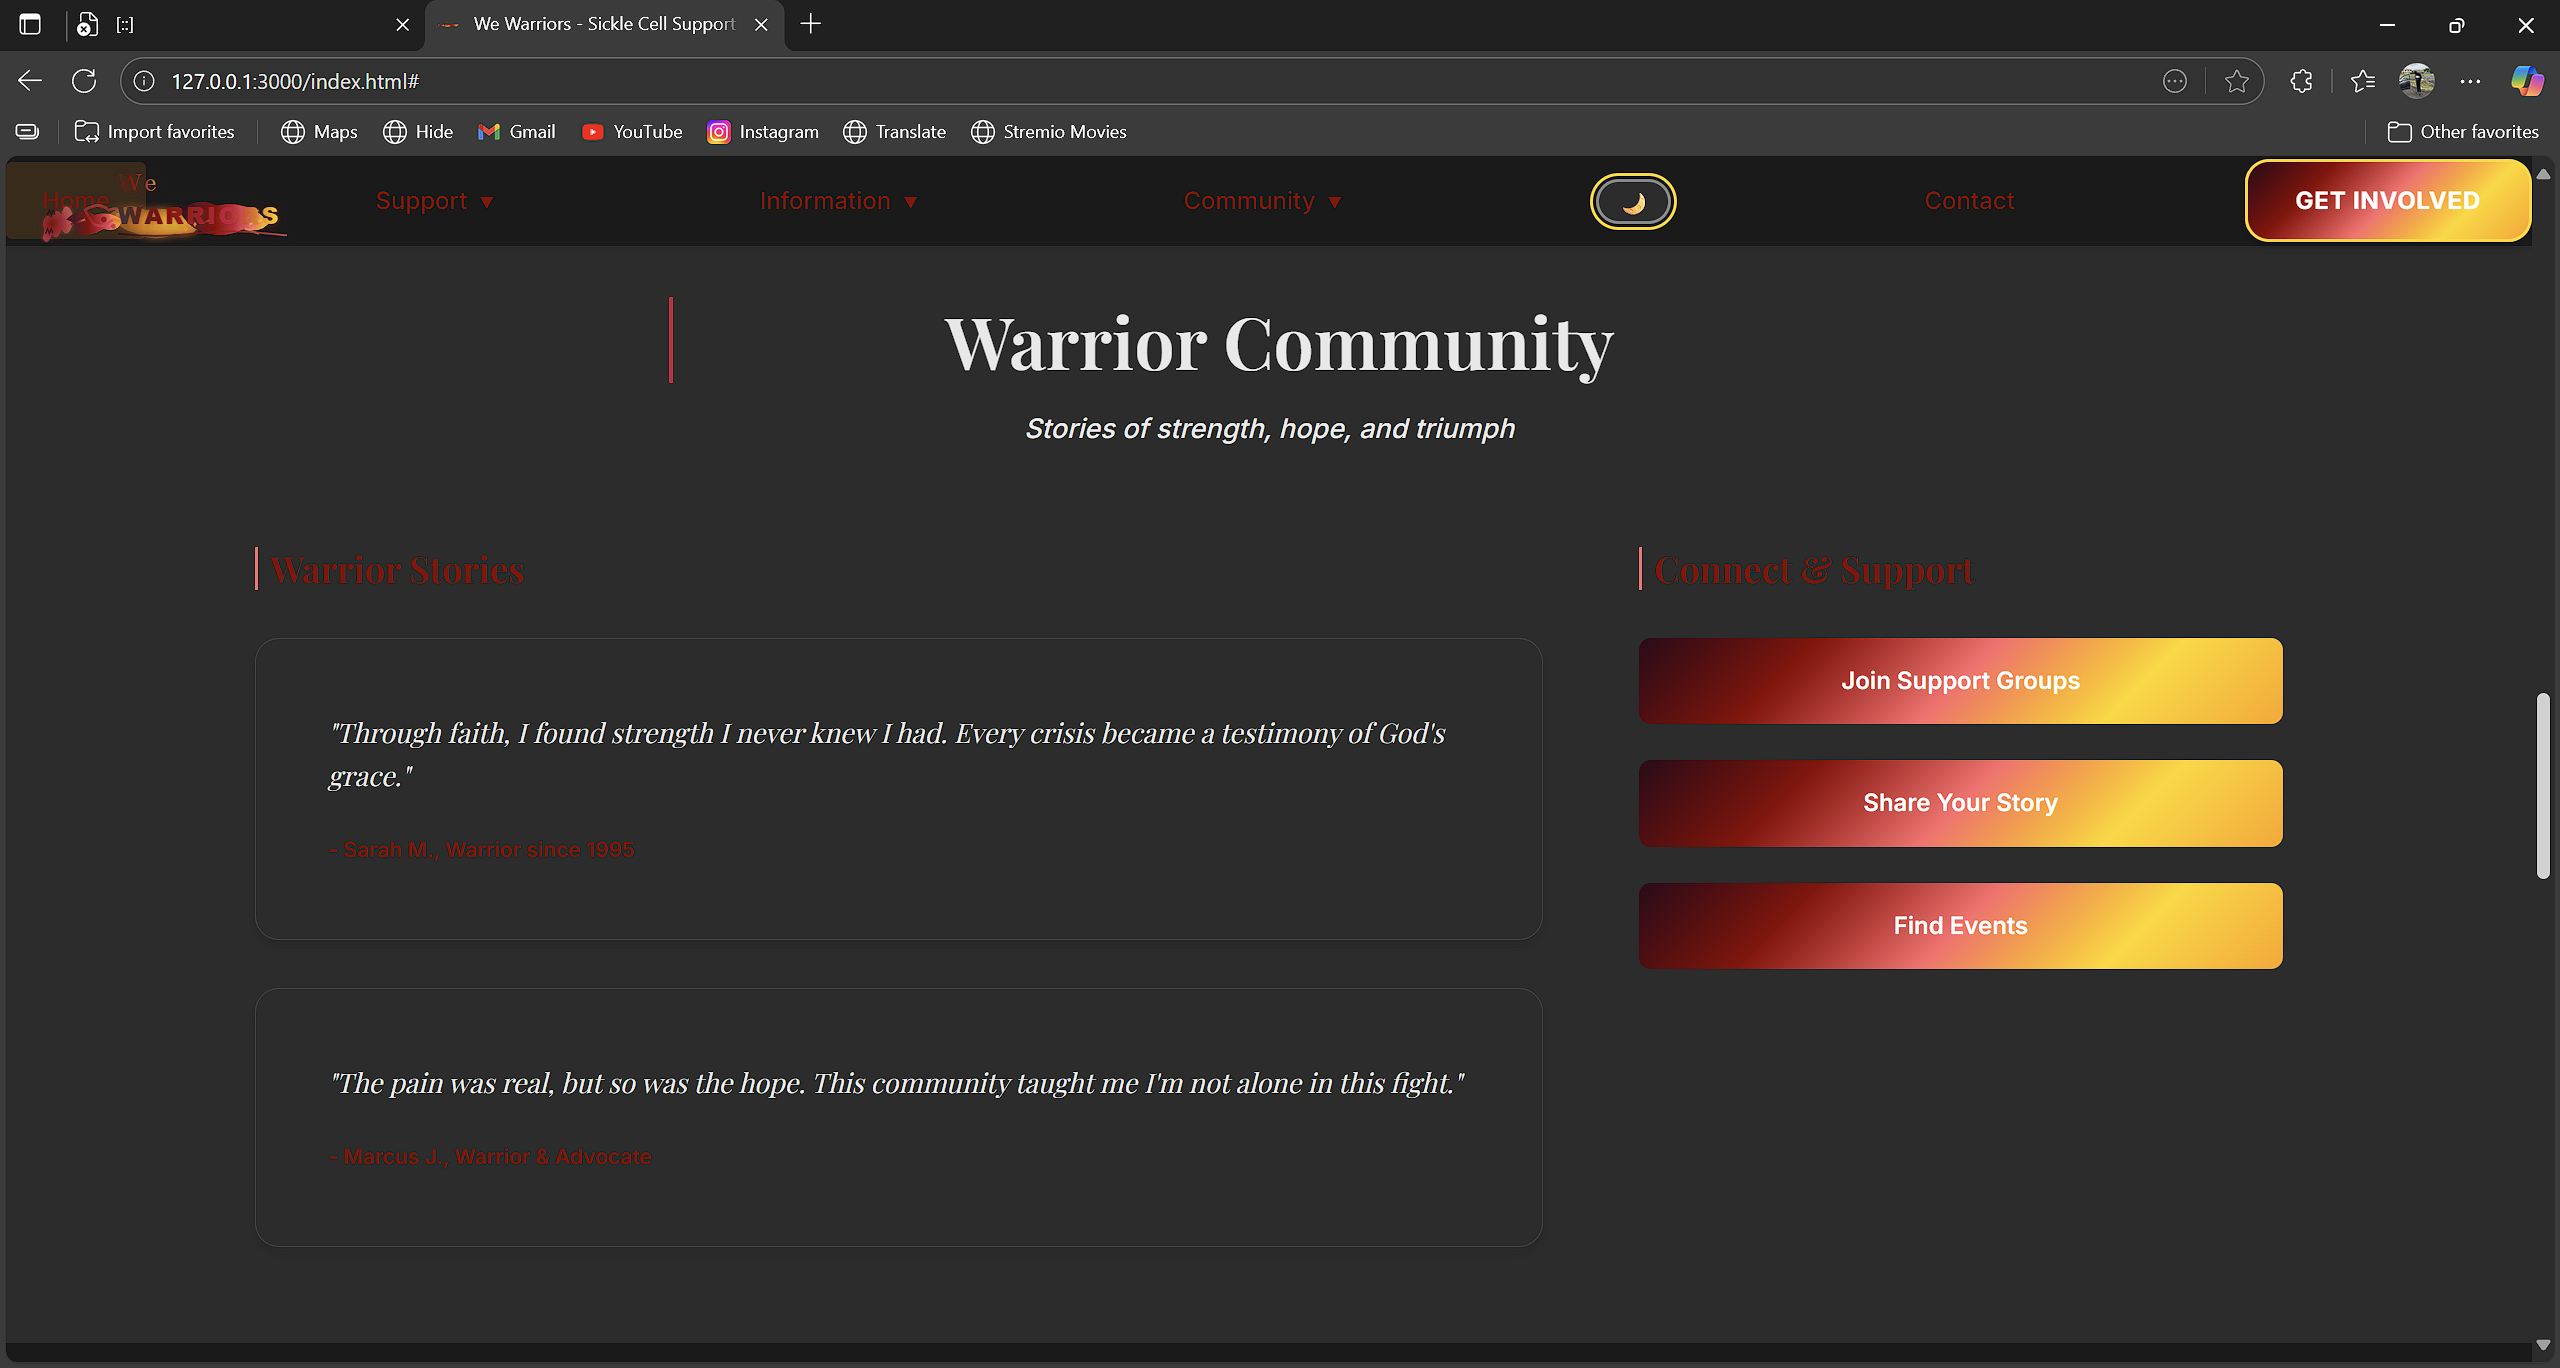 [::]
We Warriors - Sickle Cell Support
127.0.0.1:3000/index.html#
Import favorites
Maps
Hide
Gmail
YouTube
Instagram
Translate
Stremio Movies
Other favorites
We
WARRIORS
Home
Support ▼
Information ▼
Community ▼
Contact
GET INVOLVED
Warrior Community
Stories of strength, hope, and triumph
Warrior Stories
"Through faith, I found strength I never knew I had. Every crisis became a testimony of God's
grace."
- Sarah M., Warrior since 1995
"The pain was real, but so was the hope. This community taught me I'm not alone in this fight."
- Marcus J., Warrior & Advocate
Connect & Support
Join Support Groups
Share Your Story
Find Events